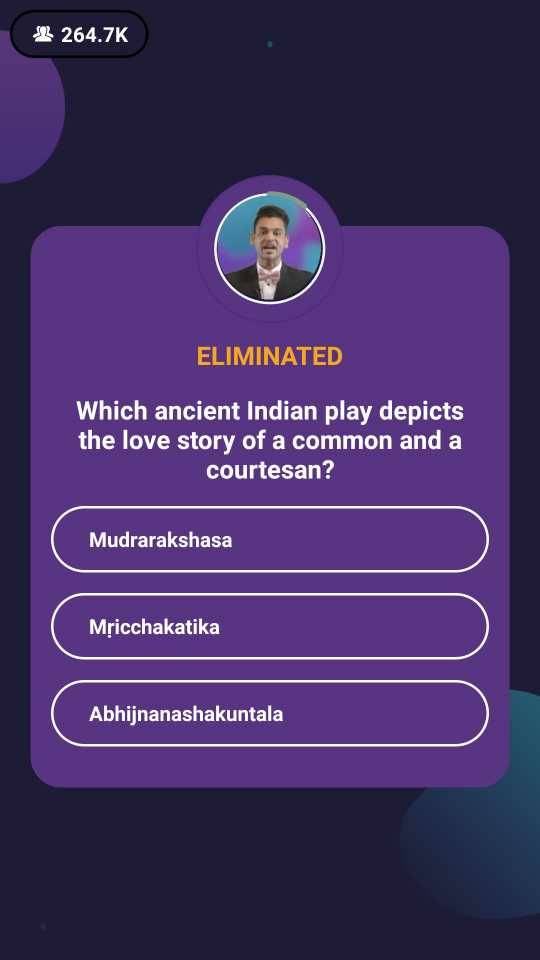 264.7K
ELIMINATED
Which ancient Indian play depicts
the love story of a common and a
courtesan?
Mudrarakshasa
Mṛicchakatika
Abhijnanashakuntala